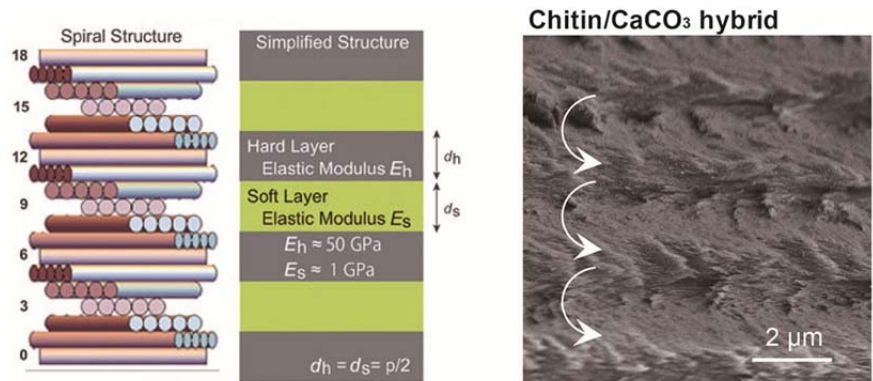 Spiral Structure
18
15
12
9
6
3
0
Simplified Structure
Hard Layer
Elastic Modulus Eh
dh
Soft Layer
Elastic Modulus Es
ds
Eh ≈ 50 GPa
Es ≈ 1 GPa
dh = ds = p/2
Chitin/CaCO₃ hybrid
2 μm